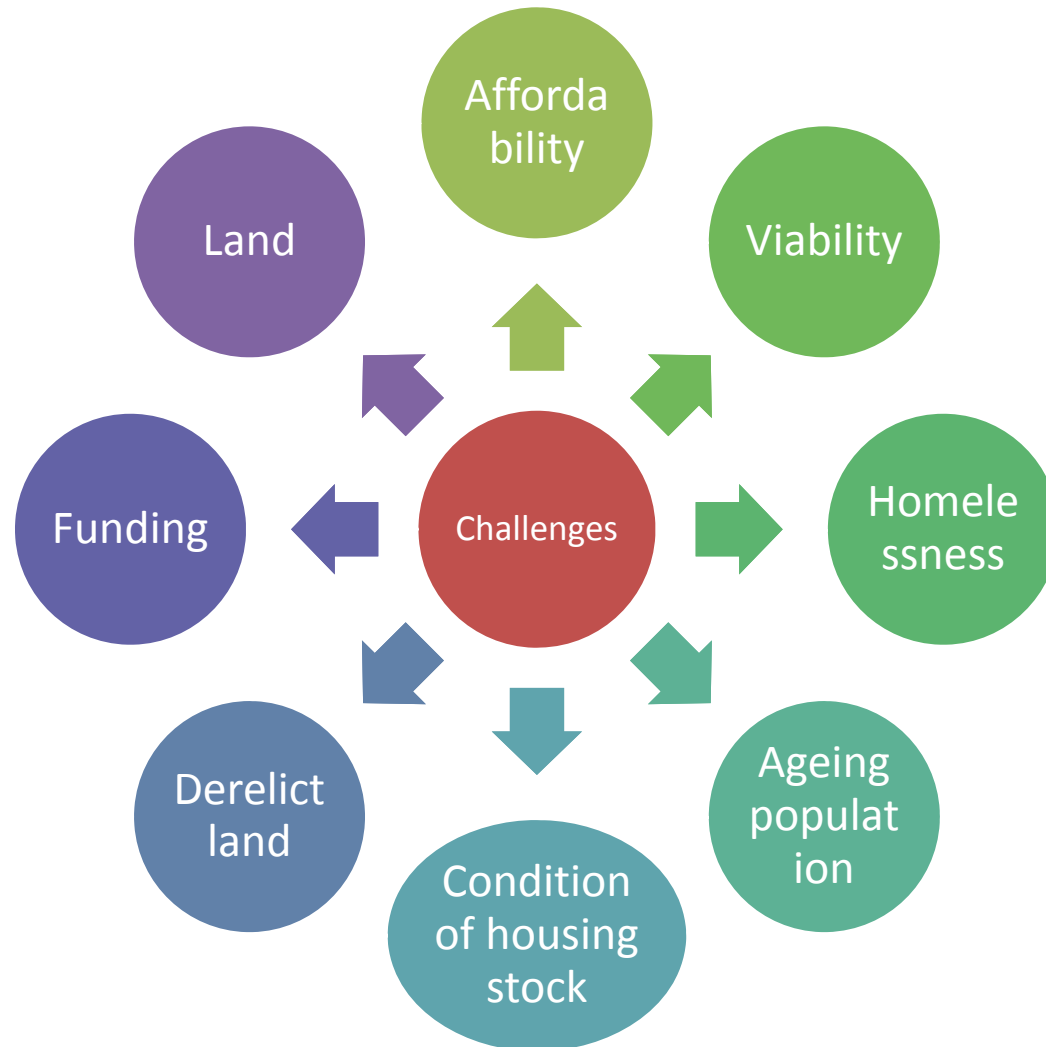 Afforda
bility
Viability
Homele
ssness
Ageing
populat
ion
Condition
of housing
stock
Derelict
land
Funding
Land
Challenges